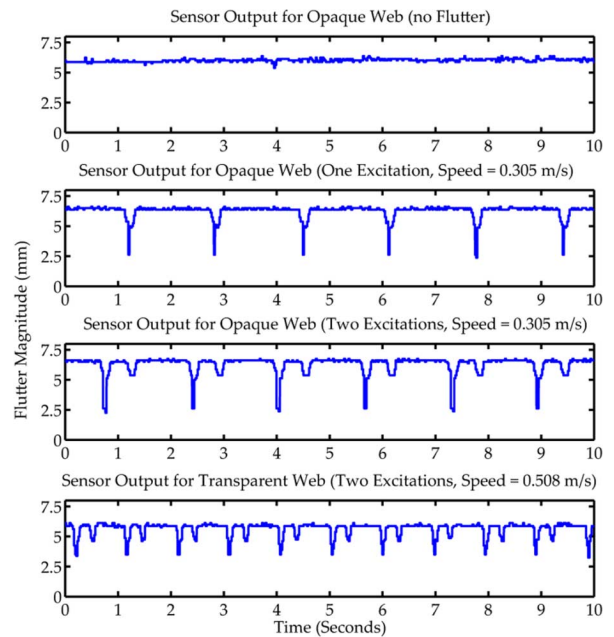 Sensor Output for Opaque Web (no Flutter)
7.5
5
2.5
0
0 1 2 3 4 5 6 7 8 9 10
Sensor Output for Opaque Web (One Excitation, Speed = 0.305 m/s)
7.5
5
2.5
0
0 1 2 3 4 5 6 7 8 9 10
Flutter Magnitude (mm)
Sensor Output for Opaque Web (Two Excitations, Speed = 0.305 m/s)
7.5
5
2.5
0
0 1 2 3 4 5 6 7 8 9 10
Sensor Output for Transparent Web (Two Excitations, Speed = 0.508 m/s)
7.5
5
2.5
0
0 1 2 3 4 5 6 7 8 9 10
Time (Seconds)